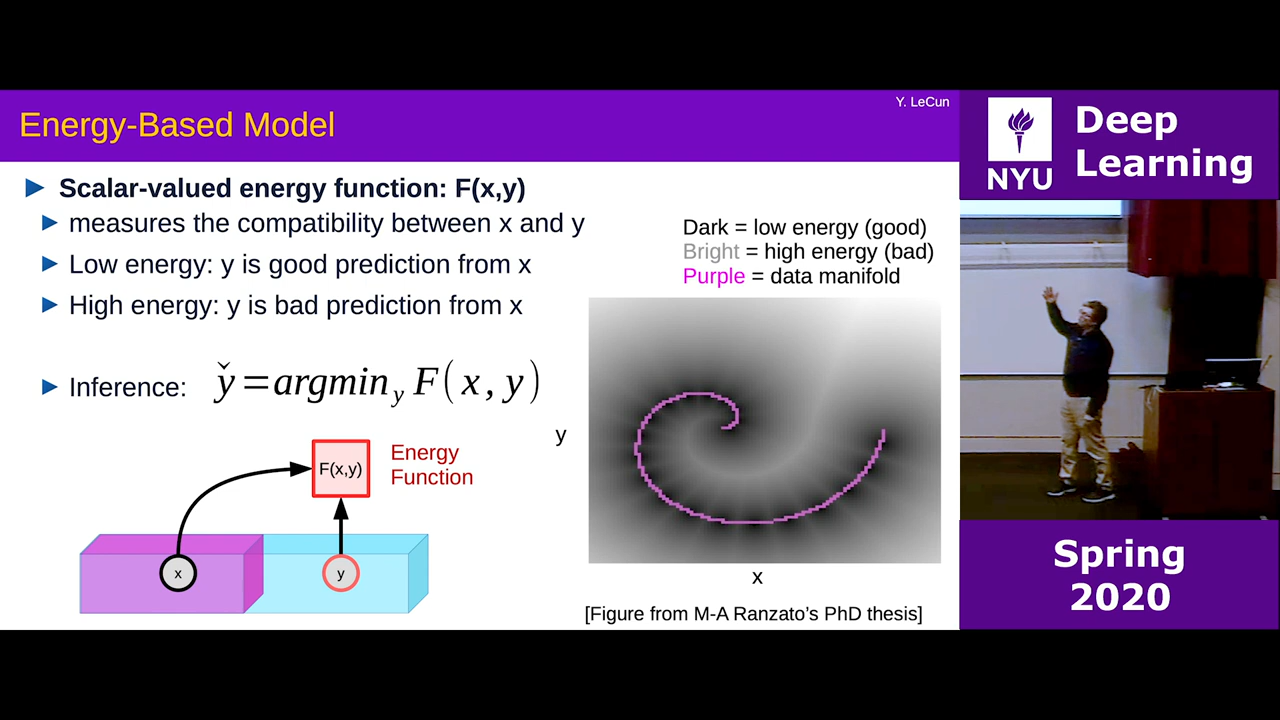 Y. LeCun
Energy-Based Model
Scalar-valued energy function: F(x,y)
measures the compatibility between x and y
Low energy: y is good prediction from x
High energy: y is bad prediction from x
Inference: y̌ = argmin_y F(x, y)
Energy
Function
F(x,y)
x
y
Dark = low energy (good)
Bright = high energy (bad)
Purple = data manifold
y
x
[Figure from M-A Ranzato's PhD thesis]
NYU
Deep
Learning
Spring
2020